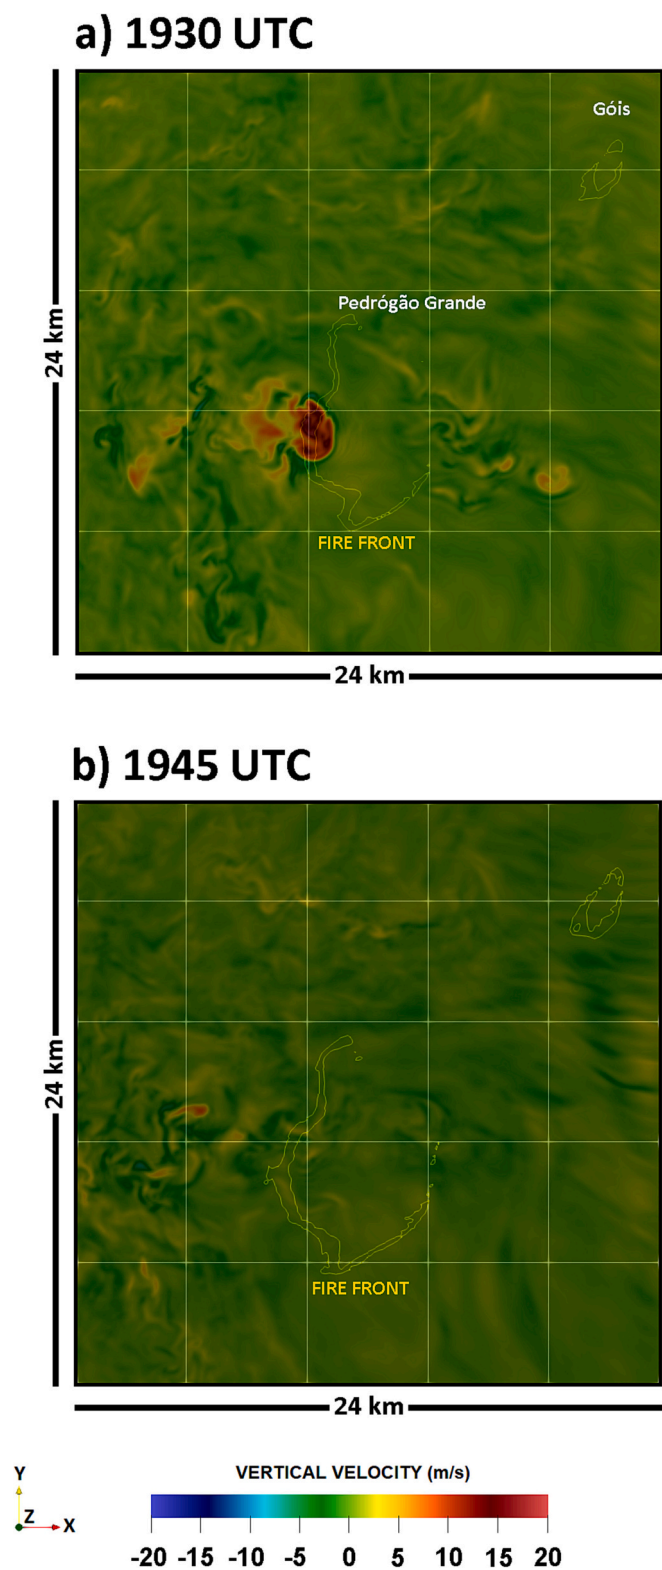 a) 1930 UTC
Góis
Pedrógão Grande
24 km
FIRE FRONT
24 km
b) 1945 UTC
24 km
FIRE FRONT
24 km
VERTICAL VELOCITY (m/s)
Y
Z
X
-20 -15 -10 -5 0 5 10 15 20